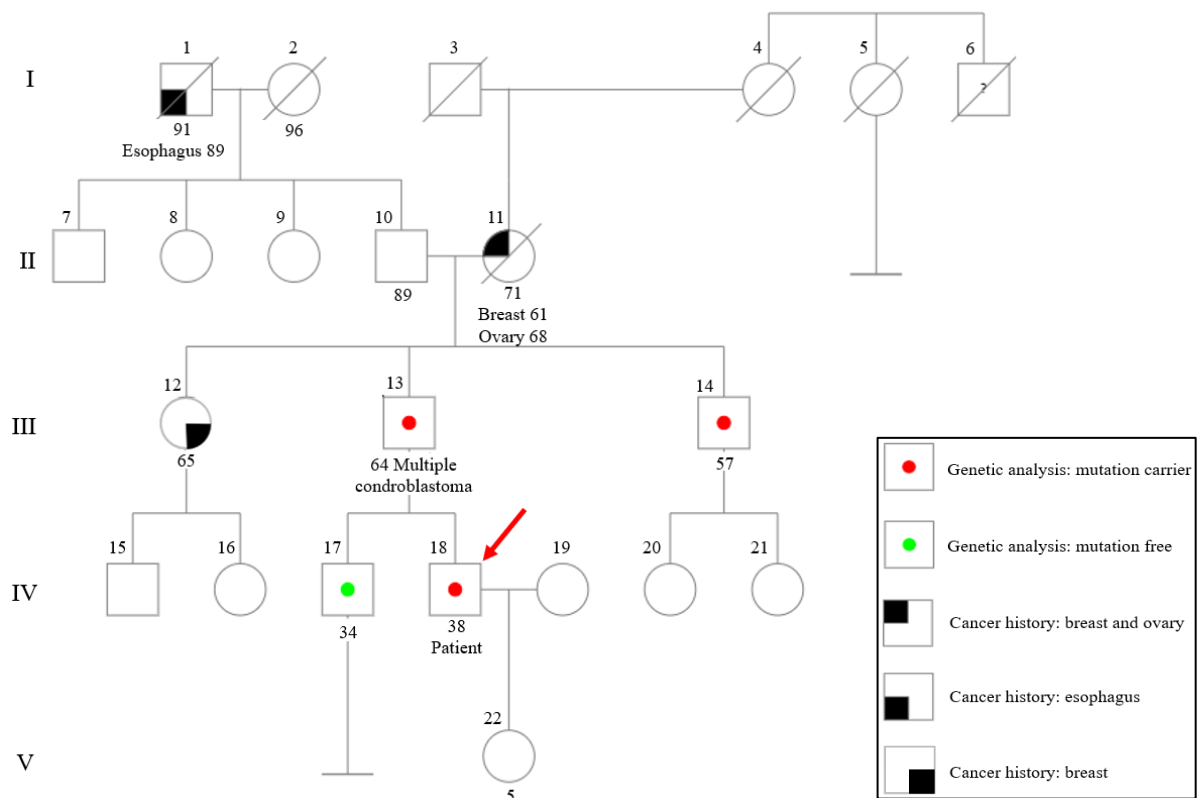 1 2 3 4 5 6
I
?
91 96
Esophagus 89
7 8 9 10 11
II
89 71
Breast 61
Ovary 68
12 13 14
III
65 64 Multiple 57
condroblastoma
15 16 17 18 19 20 21
IV
34 38
Patient
22
V
5
Genetic analysis: mutation carrier
Genetic analysis: mutation free
Cancer history: breast and ovary
Cancer history: esophagus
Cancer history: breast